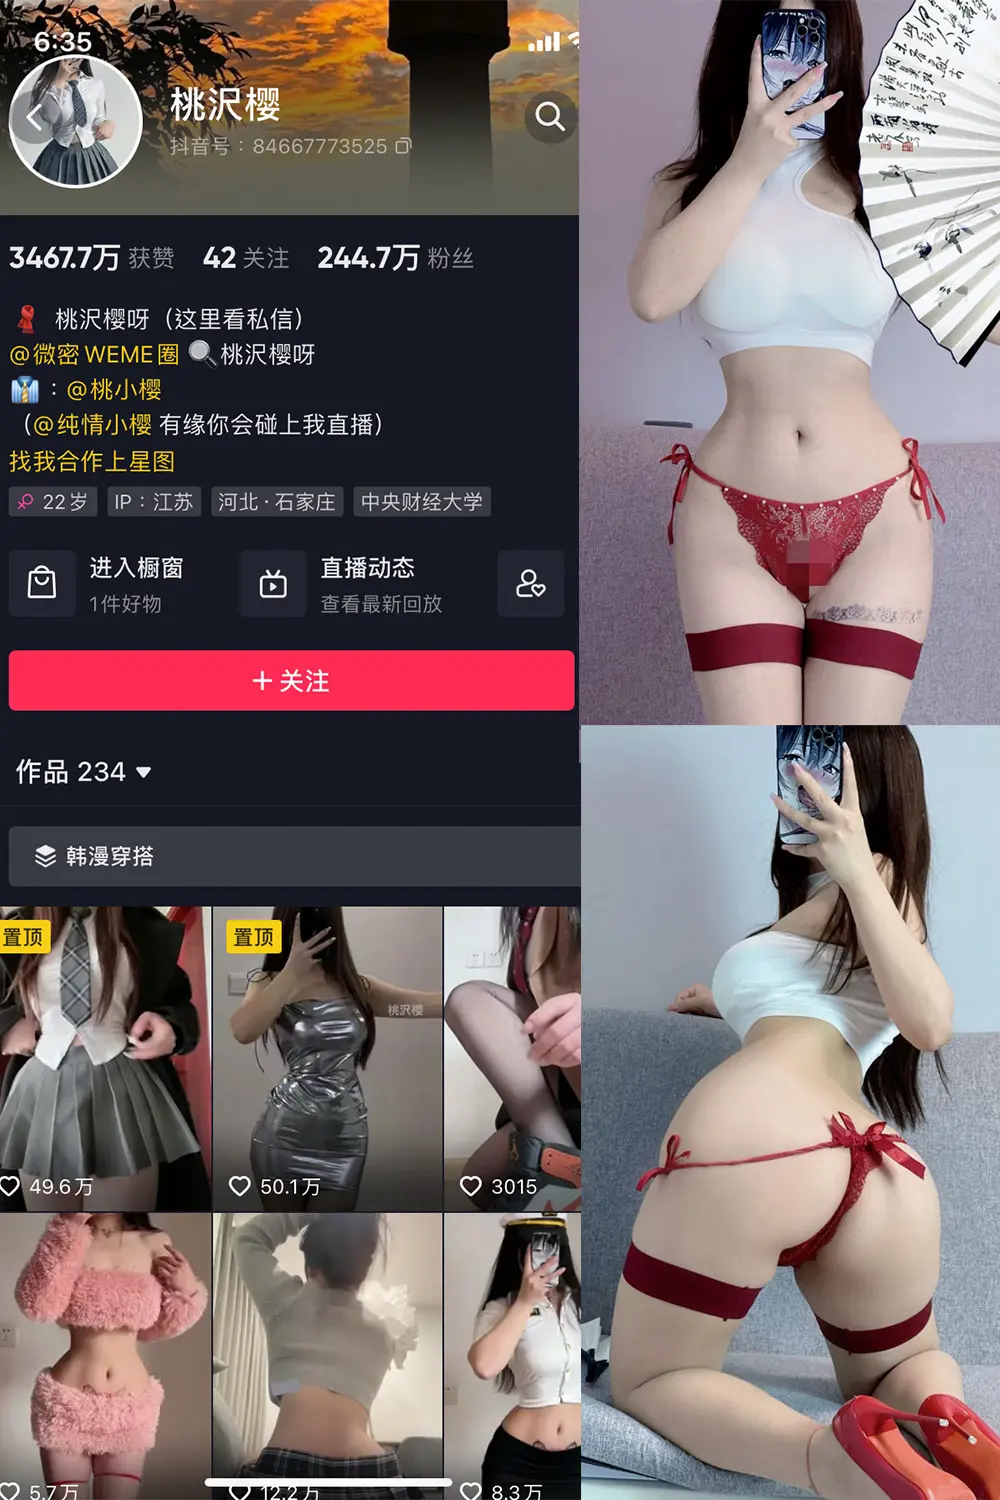 6:35
桃沢樱
抖音号：84667773525
3467.7万 获赞 42 关注 244.7万 粉丝
桃沢樱呀（这里看私信）
@微密WEME圈 桃沢樱呀
：@桃小樱
（@纯情小樱 有缘你会碰上我直播）
找我合作上星图
22岁 IP：江苏 河北·石家庄 中央财经大学
进入橱窗 直播动态
1件好物 查看最新回放
+ 关注
作品 234
韩漫穿搭
置顶 置顶
桃沢樱
49.6万 50.1万 3015
5.7万 12.2万 8.3万